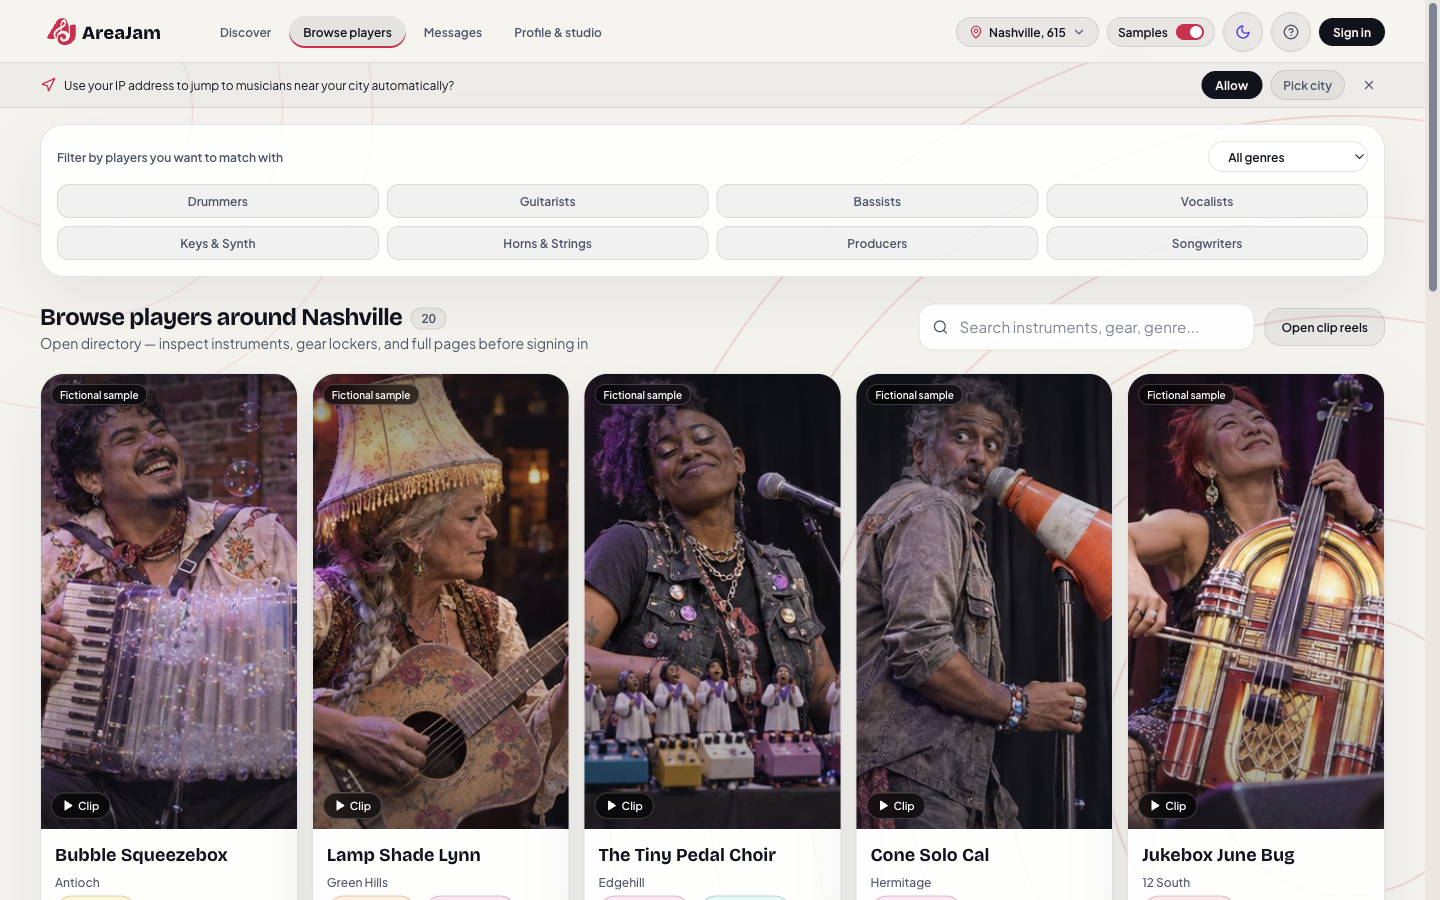 AreaJam
Discover
Browse players
Messages
Profile & studio
Nashville, 615
Samples
Sign in
Use your IP address to jump to musicians near your city automatically?
Allow
Pick city
Filter by players you want to match with
All genres
Drummers
Guitarists
Bassists
Vocalists
Keys & Synth
Horns & Strings
Producers
Songwriters
Browse players around Nashville 20
Open directory — inspect instruments, gear lockers, and full pages before signing in
Search instruments, gear, genre...
Open clip reels
Fictional sample
Clip
Bubble Squeezebox
Antioch
Fictional sample
Clip
Lamp Shade Lynn
Green Hills
Fictional sample
Clip
The Tiny Pedal Choir
Edgehill
Fictional sample
Clip
Cone Solo Cal
Hermitage
Fictional sample
Clip
Jukebox June Bug
12 South